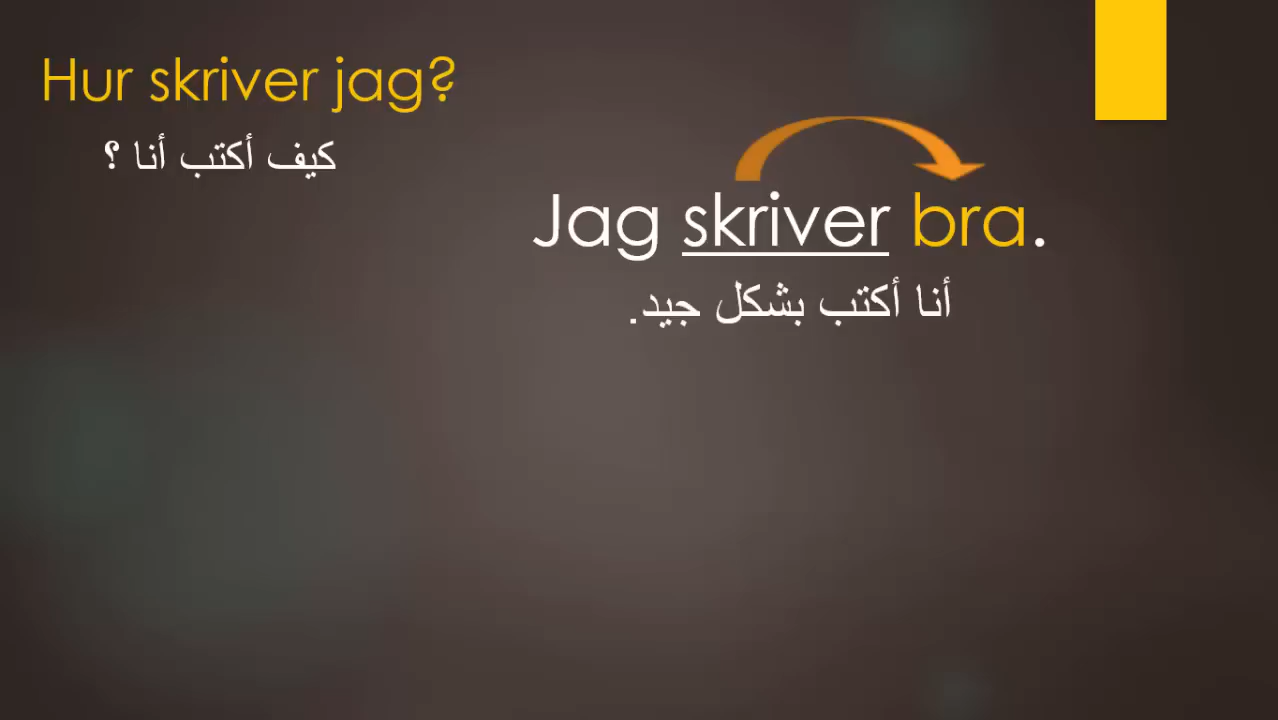 Hur skriver jag?
كيف أكتب أنا ؟
Jag skriver bra.
أنا أكتب بشكل جيد.